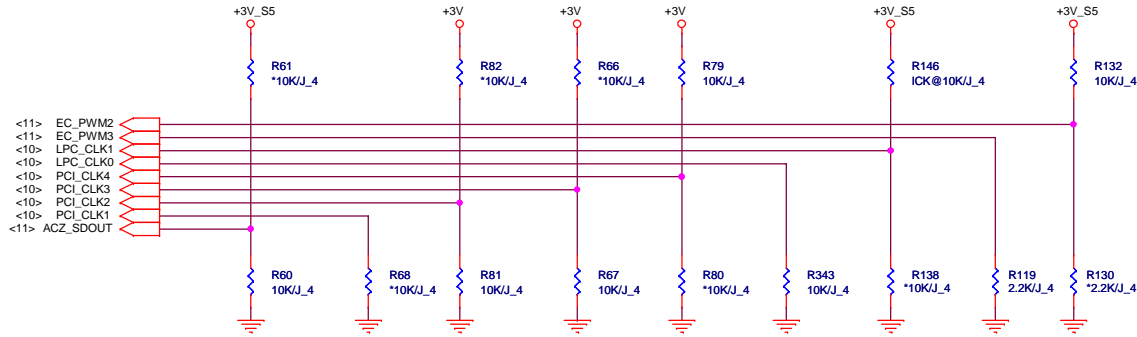 +3V_S5
+3V
+3V
+3V
+3V_S5
+3V_S5
R61
*10K/J_4
R82
*10K/J_4
R66
*10K/J_4
R79
10K/J_4
R146
ICK@10K/J_4
R132
10K/J_4
<11> EC_PWM2
<11> EC_PWM3
<10> LPC_CLK1
<10> LPC_CLK0
<10> PCI_CLK4
<10> PCI_CLK3
<10> PCI_CLK2
<10> PCI_CLK1
<11> ACZ_SDOUT
R60
10K/J_4
R68
*10K/J_4
R81
10K/J_4
R67
10K/J_4
R80
*10K/J_4
R343
10K/J_4
R138
*10K/J_4
R119
2.2K/J_4
R130
*2.2K/J_4